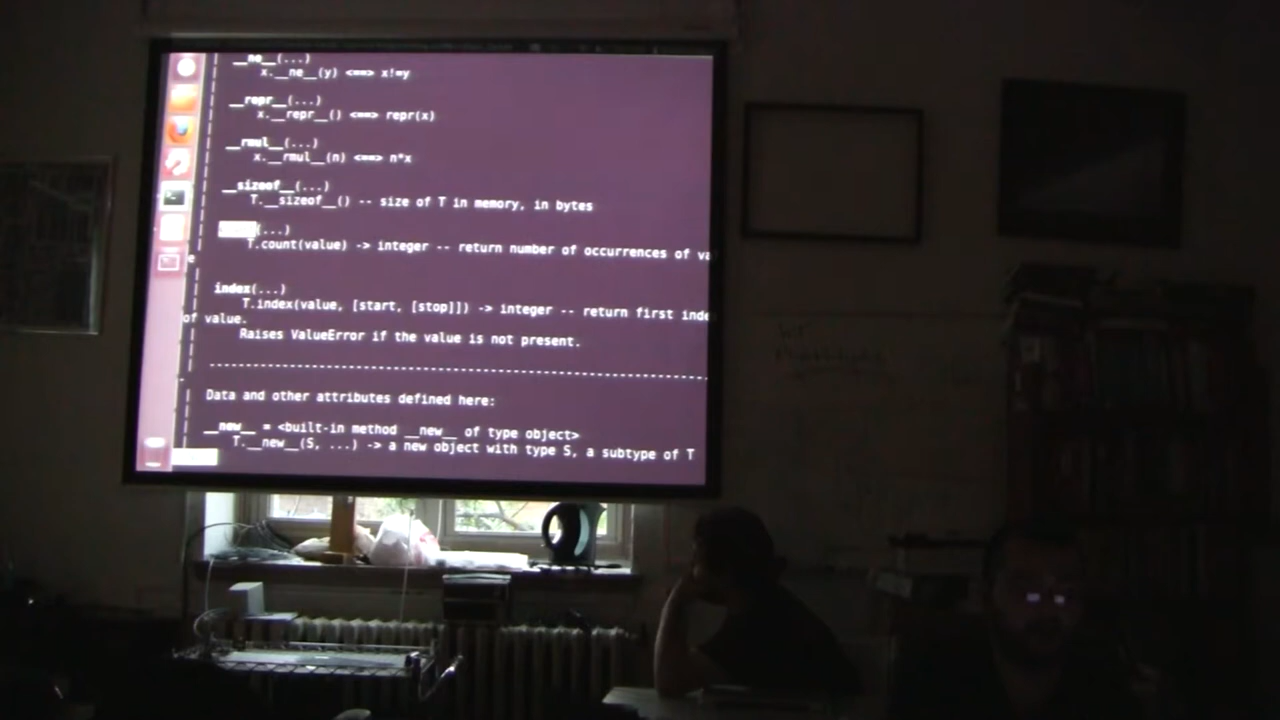 __ne__(...)
x.__ne__(y) <==> x!=y
__repr__(...)
x.__repr__() <==> repr(x)
__rmul__(...)
x.__rmul__(n) <==> n*x
__sizeof__(...)
T.__sizeof__() -- size of T in memory, in bytes
(...)
T.count(value) -> integer -- return number of occurrences of va
e
index(...)
T.index(value, [start, [stop]]) -> integer -- return first inde
of value.
Raises ValueError if the value is not present.
Data and other attributes defined here:
__new__ = <built-in method __new__ of type object>
T.__new__(S, ...) -> a new object with type S, a subtype of T